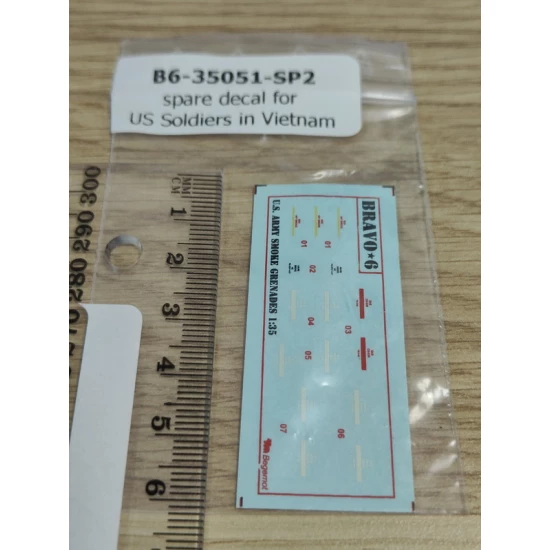 B6-35051-SP2
spare decal for
US Soldiers in Vietnam
MM
CM
1
2
3
4
5
6
300
290
280
270
BRAVO★6
U.S. ARMY SMOKE GRENADES 1:35
01
01
02
03
04
05
06
07
Begemot